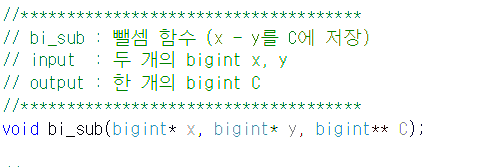 //************************************
// bi_sub : 뺄셈 함수 (x - y를 C에 저장)
// input : 두 개의 bigint x, y
// output : 한 개의 bigint C
//************************************
void bi_sub(bigint* x, bigint* y, bigint** C);